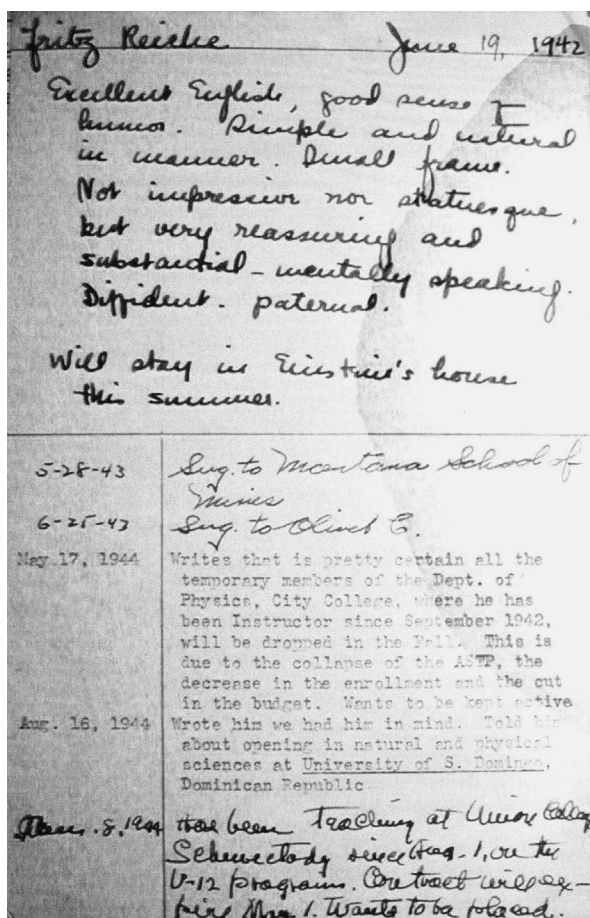 Fritz Reiche June 19, 1942
Excellent English, good sense of
humor. Simple and natural
in manner. Small frame.
Not impressive nor statuesque,
but very reassuring and
substantial - mentally speaking.
Diffident. paternal.
Will stay in Einstine's house
this summer.
5-28-43 Sug. to Montana School of
Mines
6-25-43 Sug. to Olivet C.
May 17, 1944 Writes that is pretty certain all the
temporary members of the Dept. of
Physics, City College, where he has
been Instructor since September 1942,
will be dropped in the Fall. This is
due to the collapse of the ASTP, the
decrease in the enrollment and the cut
in the budget. Wants to be kept active
Aug. 16, 1944 Wrote him we had him in mind. Told him
about opening in natural and physical
sciences at University of S. Domingo,
Dominican Republic
8, 1944 Has been teaching at Union College
Schenectady since Aug. 1, on the
V-12 programs. Contract will ex-
pire Mar 1. Wants to be placed.